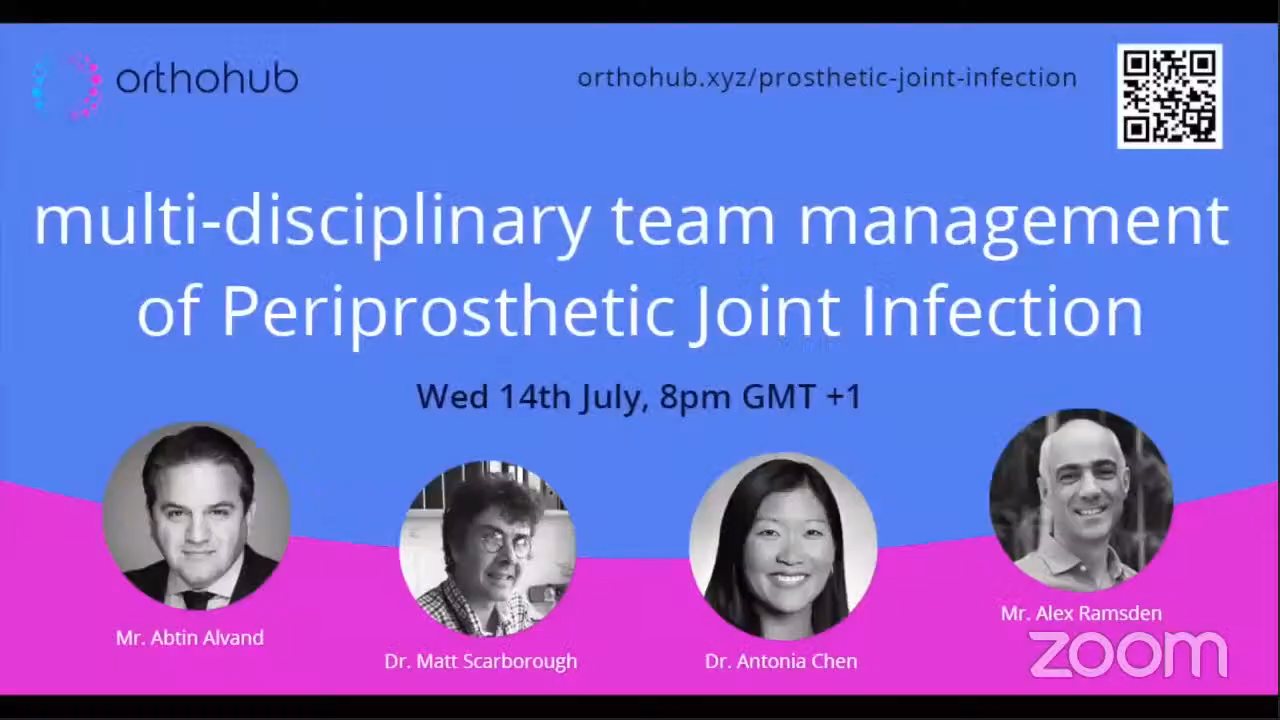 orthohub
orthohub.xyz/prosthetic-joint-infection
multi-disciplinary team management
of Periprosthetic Joint Infection
Wed 14th July, 8pm GMT +1
Mr. Abtin Alvand
Dr. Matt Scarborough
Dr. Antonia Chen
Mr. Alex Ramsden
zoom